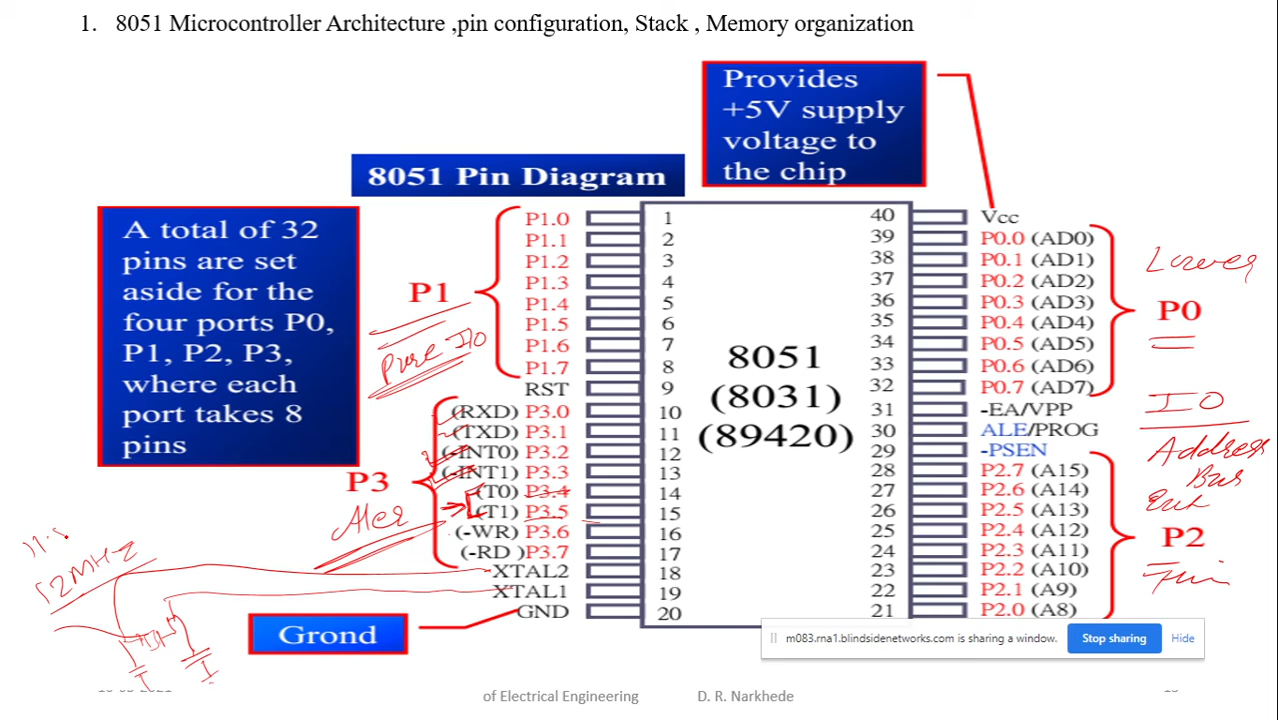 1. 8051 Microcontroller Architecture ,pin configuration, Stack , Memory organization
Provides
+5V supply
voltage to
the chip
8051 Pin Diagram
A total of 32
pins are set
aside for the
four ports P0,
P1, P2, P3,
where each
port takes 8
pins
P1
Pure I/o
P1.0 1
P1.1 2
P1.2 3
P1.3 4
P1.4 5
P1.5 6
P1.6 7
P1.7 8
RST 9
(RXD) P3.0 10
(TXD) P3.1 11
(-INT0) P3.2 12
(-INT1) P3.3 13
(T0) P3.4 14
(T1) P3.5 15
(-WR) P3.6 16
(-RD )P3.7 17
XTAL2 18
XTAL1 19
GND 20
P3
12MHz
Grond
8051
(8031)
(89420)
40 Vcc
39 P0.0 (AD0)
38 P0.1 (AD1)
37 P0.2 (AD2)
36 P0.3 (AD3)
35 P0.4 (AD4)
34 P0.5 (AD5)
33 P0.6 (AD6)
32 P0.7 (AD7)
31 -EA/VPP
30 ALE/PROG
29 -PSEN
28 P2.7 (A15)
27 P2.6 (A14)
26 P2.5 (A13)
25 P2.4 (A12)
24 P2.3 (A11)
23 P2.2 (A10)
22 P2.1 (A9)
21 P2.0 (A8)
Lower
P0
IO
Address
Bus
P2
m083.rna1.blindsidenetworks.com is sharing a window.
Stop sharing
Hide
of Electrical Engineering
D. R. Narkhede